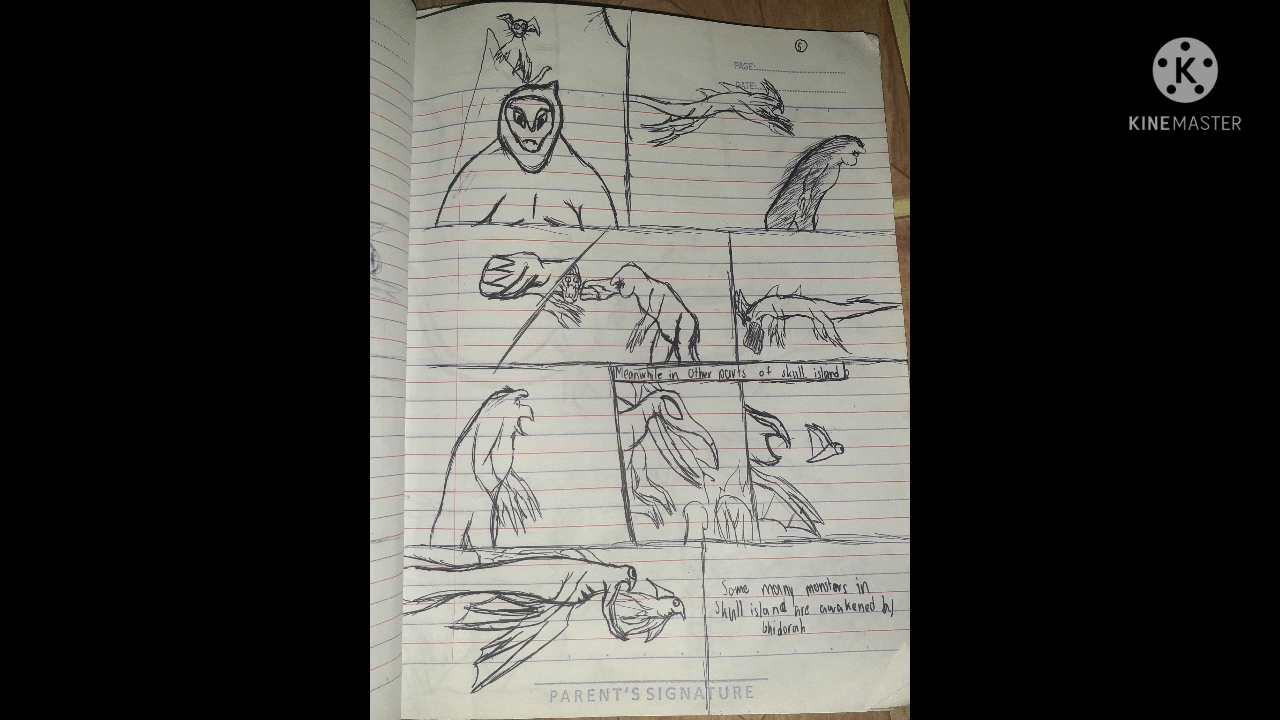 5
PAGE:
DATE:
Meanwhile in other parts of skull island
Some many monsters in
skull island are awakened by
Ghidorah
PARENT'S SIGNATURE
K
KINEMASTER